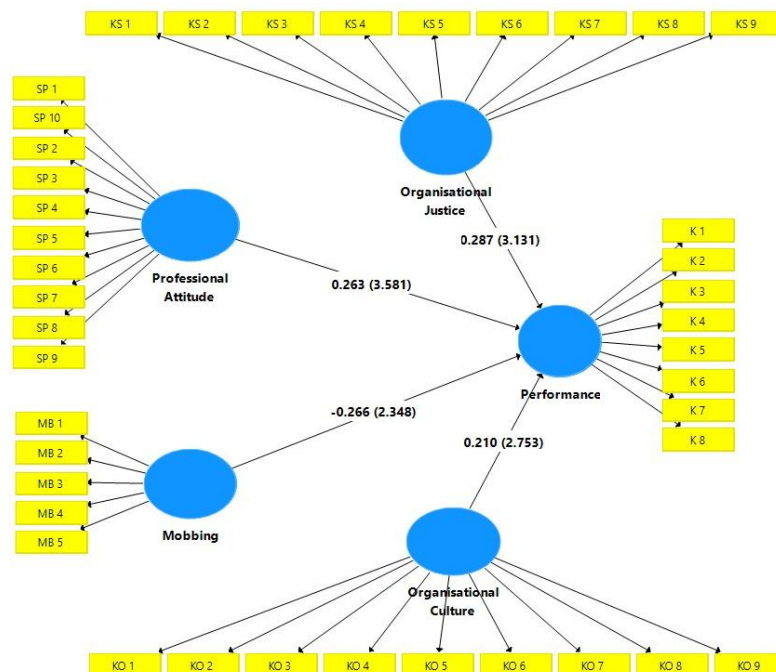 KS 1
KS 2
KS 3
KS 4
KS 5
KS 6
KS 7
KS 8
KS 9
SP 1
SP 10
SP 2
SP 3
SP 4
SP 5
SP 6
SP 7
SP 8
SP 9
Professional
Attitude
Organisational
Justice
0.287 (3.131)
0.263 (3.581)
K 1
K 2
K 3
K 4
K 5
K 6
K 7
K 8
Performance
-0.266 (2.348)
0.210 (2.753)
MB 1
MB 2
MB 3
MB 4
MB 5
Mobbing
Organisational
Culture
KO 1
KO 2
KO 3
KO 4
KO 5
KO 6
KO 7
KO 8
KO 9